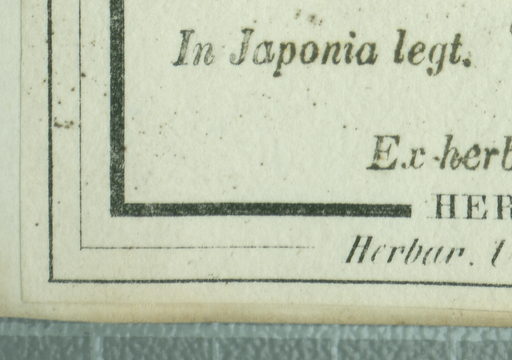 In Japonia legt.
Ex herb
HER
Herbar.